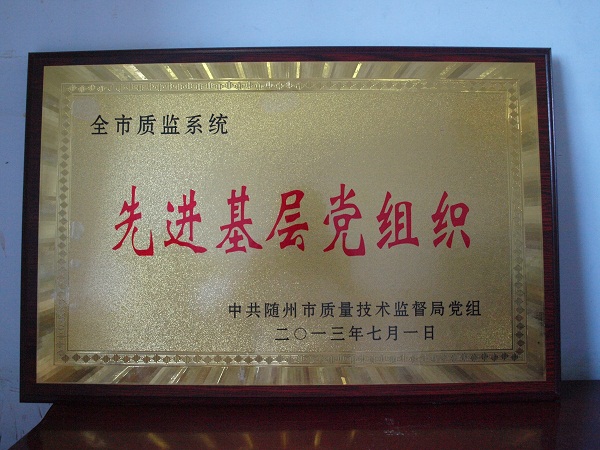 全市质监系统
先进基层党组织
中共随州市质量技术监督局党组
二〇一三年七月一日